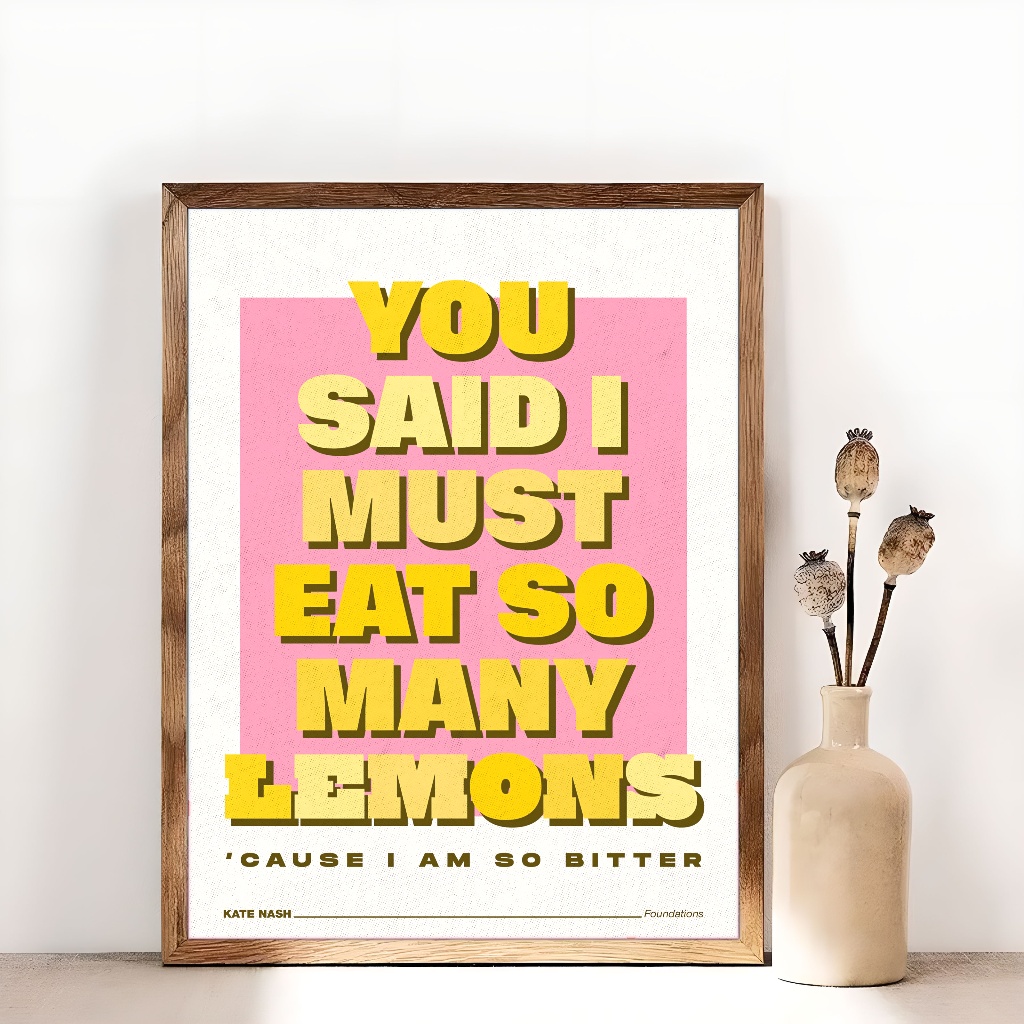 YOU
SAID I
MUST
EAT SO
MANY
LEMONS
'CAUSE I AM SO BITTER
KATE NASH Foundations